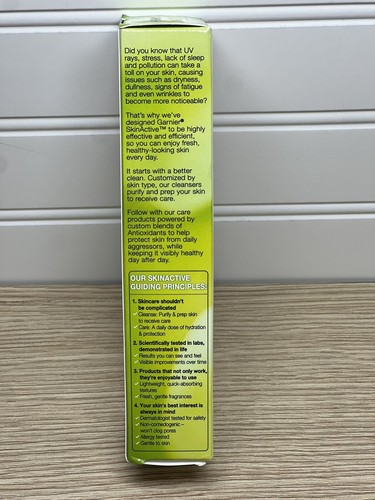 Did you know that UV
rays, stress, lack of sleep
and pollution can take a
toll on your skin, causing
issues such as dryness,
dullness, signs of fatigue
and even wrinkles to
become more noticeable?
That's why we've
designed Garnier®
SkinActive™ to be highly
effective and efficient,
so you can enjoy fresh,
healthy-looking skin
every day.
It starts with a better
clean. Customized by
skin type, our cleansers
purify and prep your skin
to receive care.
Follow with our care
products powered by
custom blends of
Antioxidants to help
protect skin from daily
aggressors, while
keeping it visibly healthy
day after day.
OUR SKINACTIVE
GUIDING PRINCIPLES:
1. Skincare shouldn't
be complicated
✓ Cleanse: Purify & prep skin
to receive care
✓ Care: A daily dose of hydration
& protection
2. Scientifically tested in labs,
demonstrated in life
✓ Results you can see and feel
✓ Visible improvements over time
3. Products that not only work,
they're enjoyable to use
✓ Lightweight, quick-absorbing
textures
✓ Fresh, gentle fragrances
4. Your skin's best interest is
always in mind
✓ Dermatologist tested for safety
✓ Non-comedogenic –
won't clog pores
✓ Allergy tested
✓ Gentle to skin